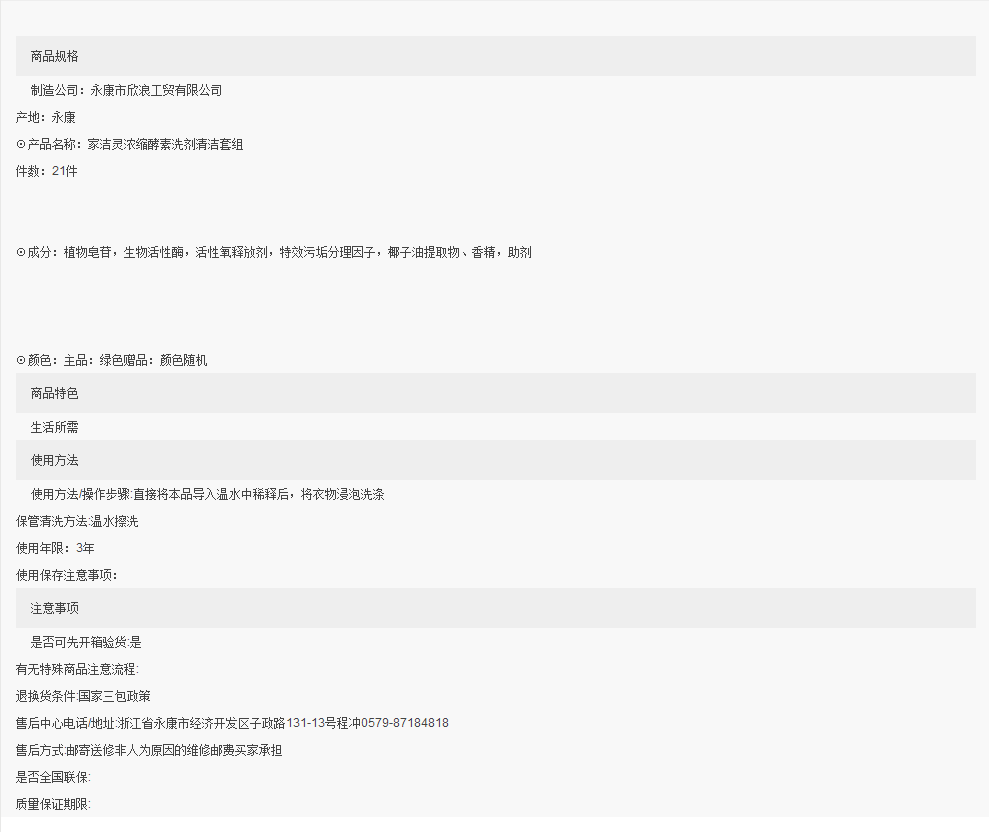 商品规格
制造公司：永康市欣浪工贸有限公司
产地：永康
⊙产品名称：家洁灵浓缩酵素洗剂清洁套组
件数：21件
⊙成分：植物皂苷，生物活性酶，活性氧释放剂，特效污垢分理因子，椰子油提取物、香精，助剂
⊙颜色：主品：绿色赠品：颜色随机
商品特色
生活所需
使用方法
使用方法/操作步骤:直接将本品导入温水中稀释后，将衣物浸泡洗涤
保管清洗方法:温水擦洗
使用年限：3年
使用保存注意事项：
注意事项
是否可先开箱验货:是
有无特殊商品注意流程:
退换货条件:国家三包政策
售后中心电话/地址:浙江省永康市经济开发区子政路131-13号程冲0579-87184818
售后方式:邮寄送修非人为原因的维修邮费买家承担
是否全国联保:
质量保证期限: